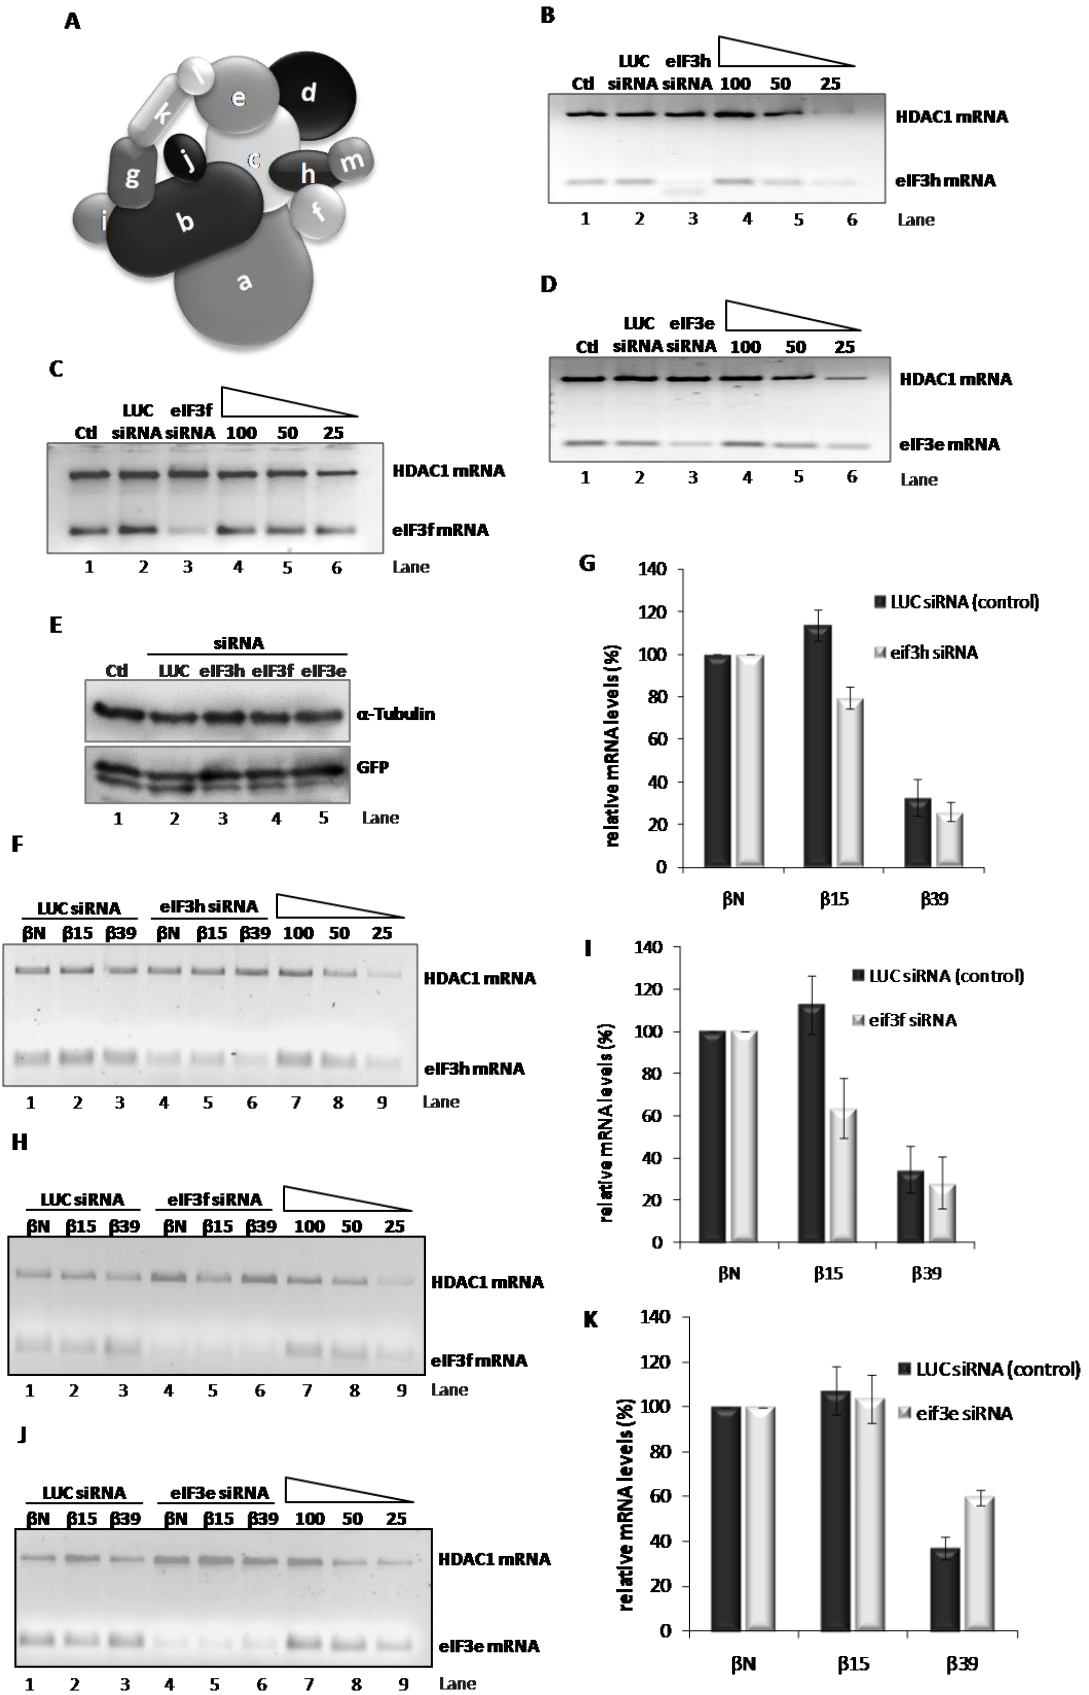 A
l
e
d
k
c
j
m
g
h
f
i
b
a
B
LUC eIF3h
Ctl siRNA siRNA 100 50 25
HDAC1 mRNA
eIF3h mRNA
1 2 3 4 5 6 Lane
C
LUC eIF3f
Ctl siRNA siRNA 100 50 25
HDAC1 mRNA
eIF3f mRNA
1 2 3 4 5 6 Lane
D
LUC eIF3e
Ctl siRNA siRNA 100 50 25
HDAC1 mRNA
eIF3e mRNA
1 2 3 4 5 6 Lane
E
siRNA
Ctl LUC eIF3h eIF3f eIF3e
α-Tubulin
GFP
1 2 3 4 5 Lane
F
LUC siRNA eIF3h siRNA
βN β15 β39 βN β15 β39 100 50 25
HDAC1 mRNA
eIF3h mRNA
1 2 3 4 5 6 7 8 9 Lane
G
relative mRNA levels (%)
140
120
100
80
60
40
20
0
LUC siRNA (control)
eif3h siRNA
βN β15 β39
H
LUC siRNA eIF3f siRNA
βN β15 β39 βN β15 β39 100 50 25
HDAC1 mRNA
eIF3f mRNA
1 2 3 4 5 6 7 8 9 Lane
I
relative mRNA levels (%)
140
120
100
80
60
40
20
0
LUC siRNA (control)
eif3f siRNA
βN β15 β39
J
LUC siRNA eIF3e siRNA
βN β15 β39 βN β15 β39 100 50 25
HDAC1 mRNA
eIF3e mRNA
1 2 3 4 5 6 7 8 9 Lane
K
relative mRNA levels (%)
140
120
100
80
60
40
20
0
LUC siRNA (control)
eif3e siRNA
βN β15 β39